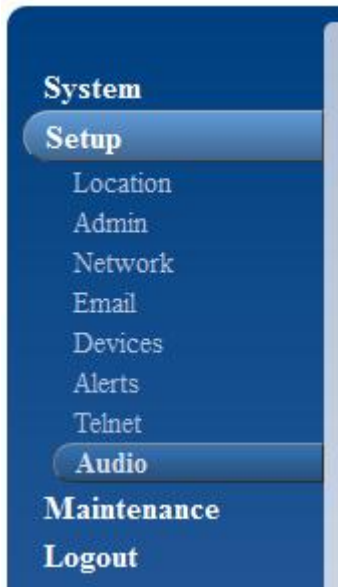 System
Setup
Location
Admin
Network
Email
Devices
Alerts
Telnet
Audio
Maintenance
Logout